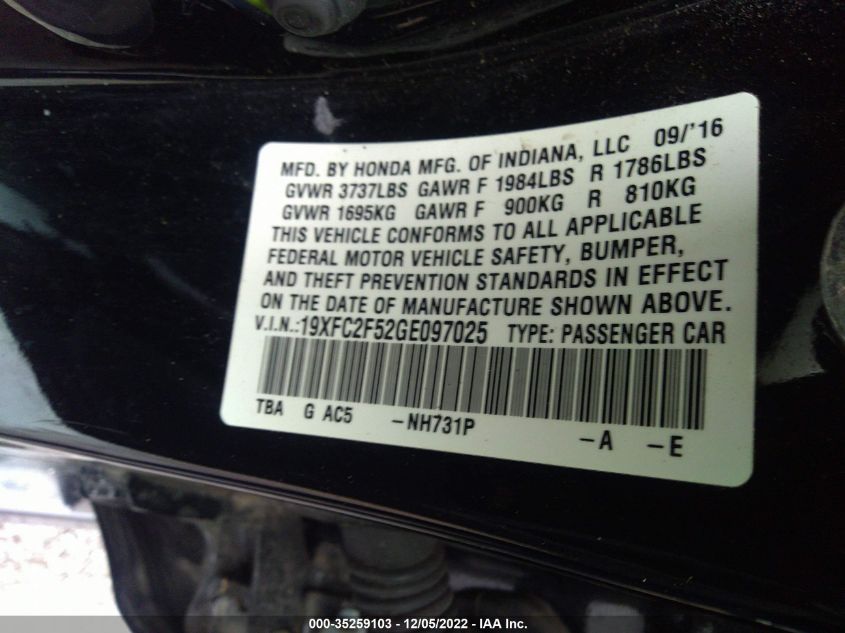 MFD. BY HONDA MFG. OF INDIANA, LLC 09/'16
GVWR 3737LBS GAWR F 1984LBS R 1786LBS
GVWR 1695KG GAWR F 900KG R 810KG
THIS VEHICLE CONFORMS TO ALL APPLICABLE
FEDERAL MOTOR VEHICLE SAFETY, BUMPER,
AND THEFT PREVENTION STANDARDS IN EFFECT
ON THE DATE OF MANUFACTURE SHOWN ABOVE.
V.I.N.:19XFC2F52GE097025 TYPE: PASSENGER CAR
TBA G AC5 -NH731P -A -E
000-35259103 - 12/05/2022 - IAA Inc.